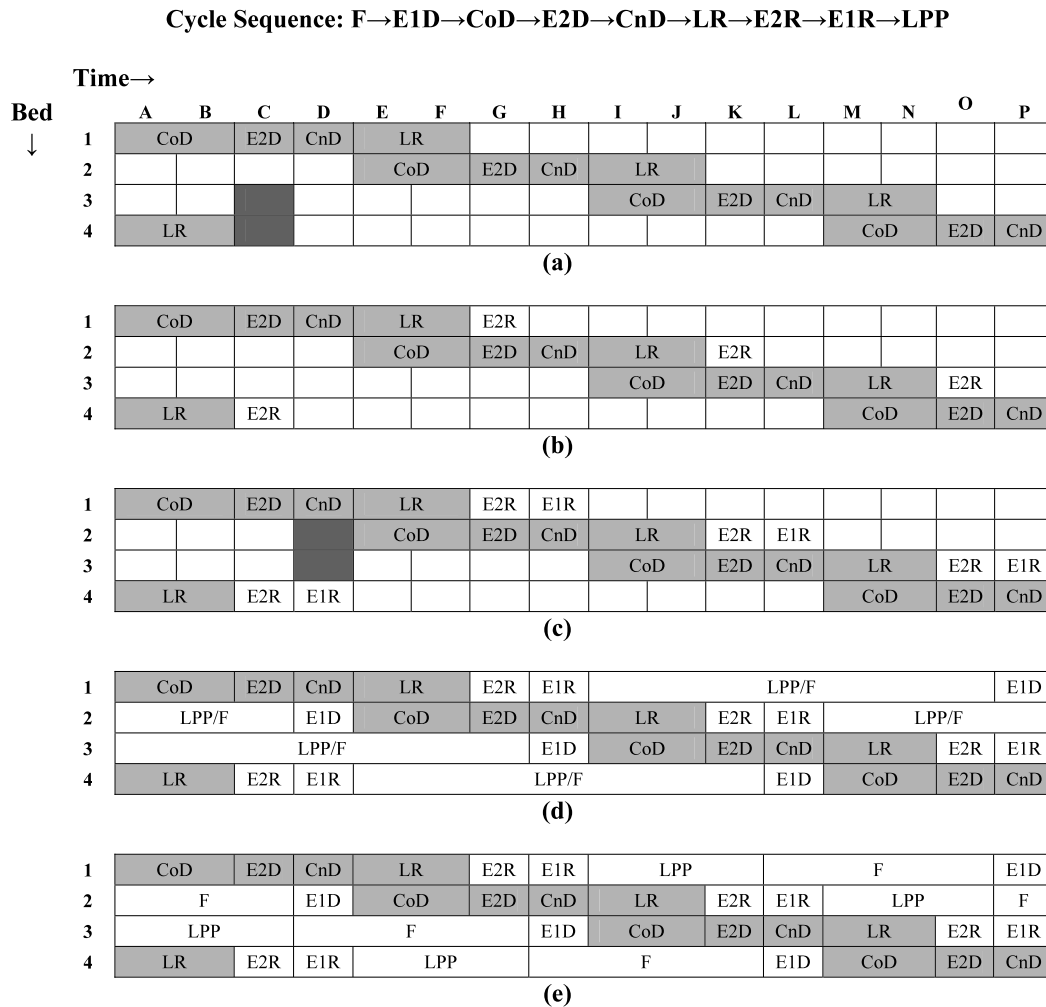 Cycle Sequence: F→E1D→CoD→E2D→CnD→LR→E2R→E1R→LPP
Time→
Bed A B C D E F G H I J K L M N O P
↓
1 CoD E2D CnD LR
2 CoD E2D CnD LR
3 CoD E2D CnD LR
4 LR CoD E2D CnD
(a)
1 CoD E2D CnD LR E2R
2 CoD E2D CnD LR E2R
3 CoD E2D CnD LR E2R
4 LR E2R CoD E2D CnD
(b)
1 CoD E2D CnD LR E2R E1R
2 CoD E2D CnD LR E2R E1R
3 CoD E2D CnD LR E2R E1R
4 LR E2R E1R CoD E2D CnD
(c)
1 CoD E2D CnD LR E2R E1R LPP/F E1D
2 LPP/F E1D CoD E2D CnD LR E2R E1R LPP/F
3 LPP/F E1D CoD E2D CnD LR E2R E1R
4 LR E2R E1R LPP/F E1D CoD E2D CnD
(d)
1 CoD E2D CnD LR E2R E1R LPP F E1D
2 F E1D CoD E2D CnD LR E2R E1R LPP F
3 LPP F E1D CoD E2D CnD LR E2R E1R
4 LR E2R E1R LPP F E1D CoD E2D CnD
(e)